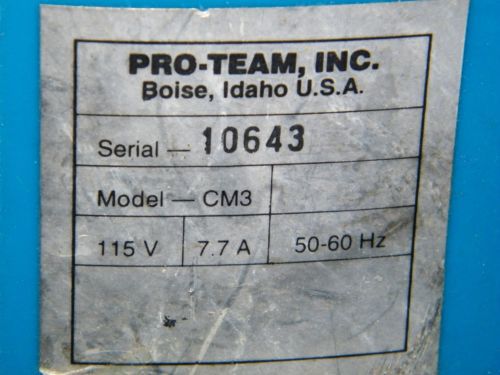 PRO-TEAM, INC.
Boise, Idaho U.S.A.
Serial — 10643
Model — CM3
115 V 7.7 A 50-60 Hz